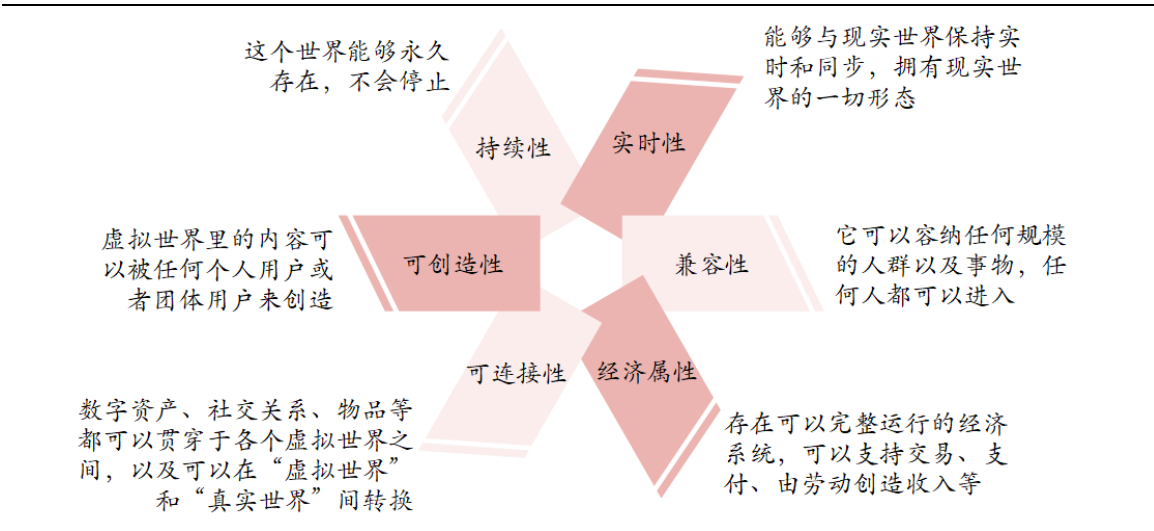 这个世界能够永久
存在，不会停止
持续性
能够与现实世界保持实
时和同步，拥有现实世
界的一切形态
实时性
虚拟世界里的内容可
以被任何个人用户或
者团体用户来创造
可创造性
兼容性
它可以容纳任何规模
的人群以及事物，任
何人都可以进入
可连接性
数字资产、社交关系、物品等
都可以贯穿于各个虚拟世界之
间，以及可以在“虚拟世界”
和“真实世界”间转换
经济属性
存在可以完整运行的经济
系统，可以支持交易、支
付、由劳动创造收入等